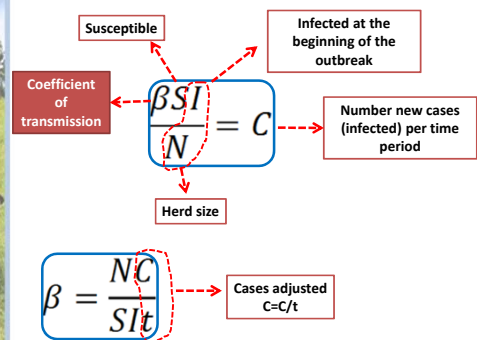 Susceptible
Infected at the
beginning of the
outbreak
Coefficient
of
transmission
βSI
N
= C
Number new cases
(infected) per time
period
Herd size
β =
NC
SIt
Cases adjusted
C=C/t